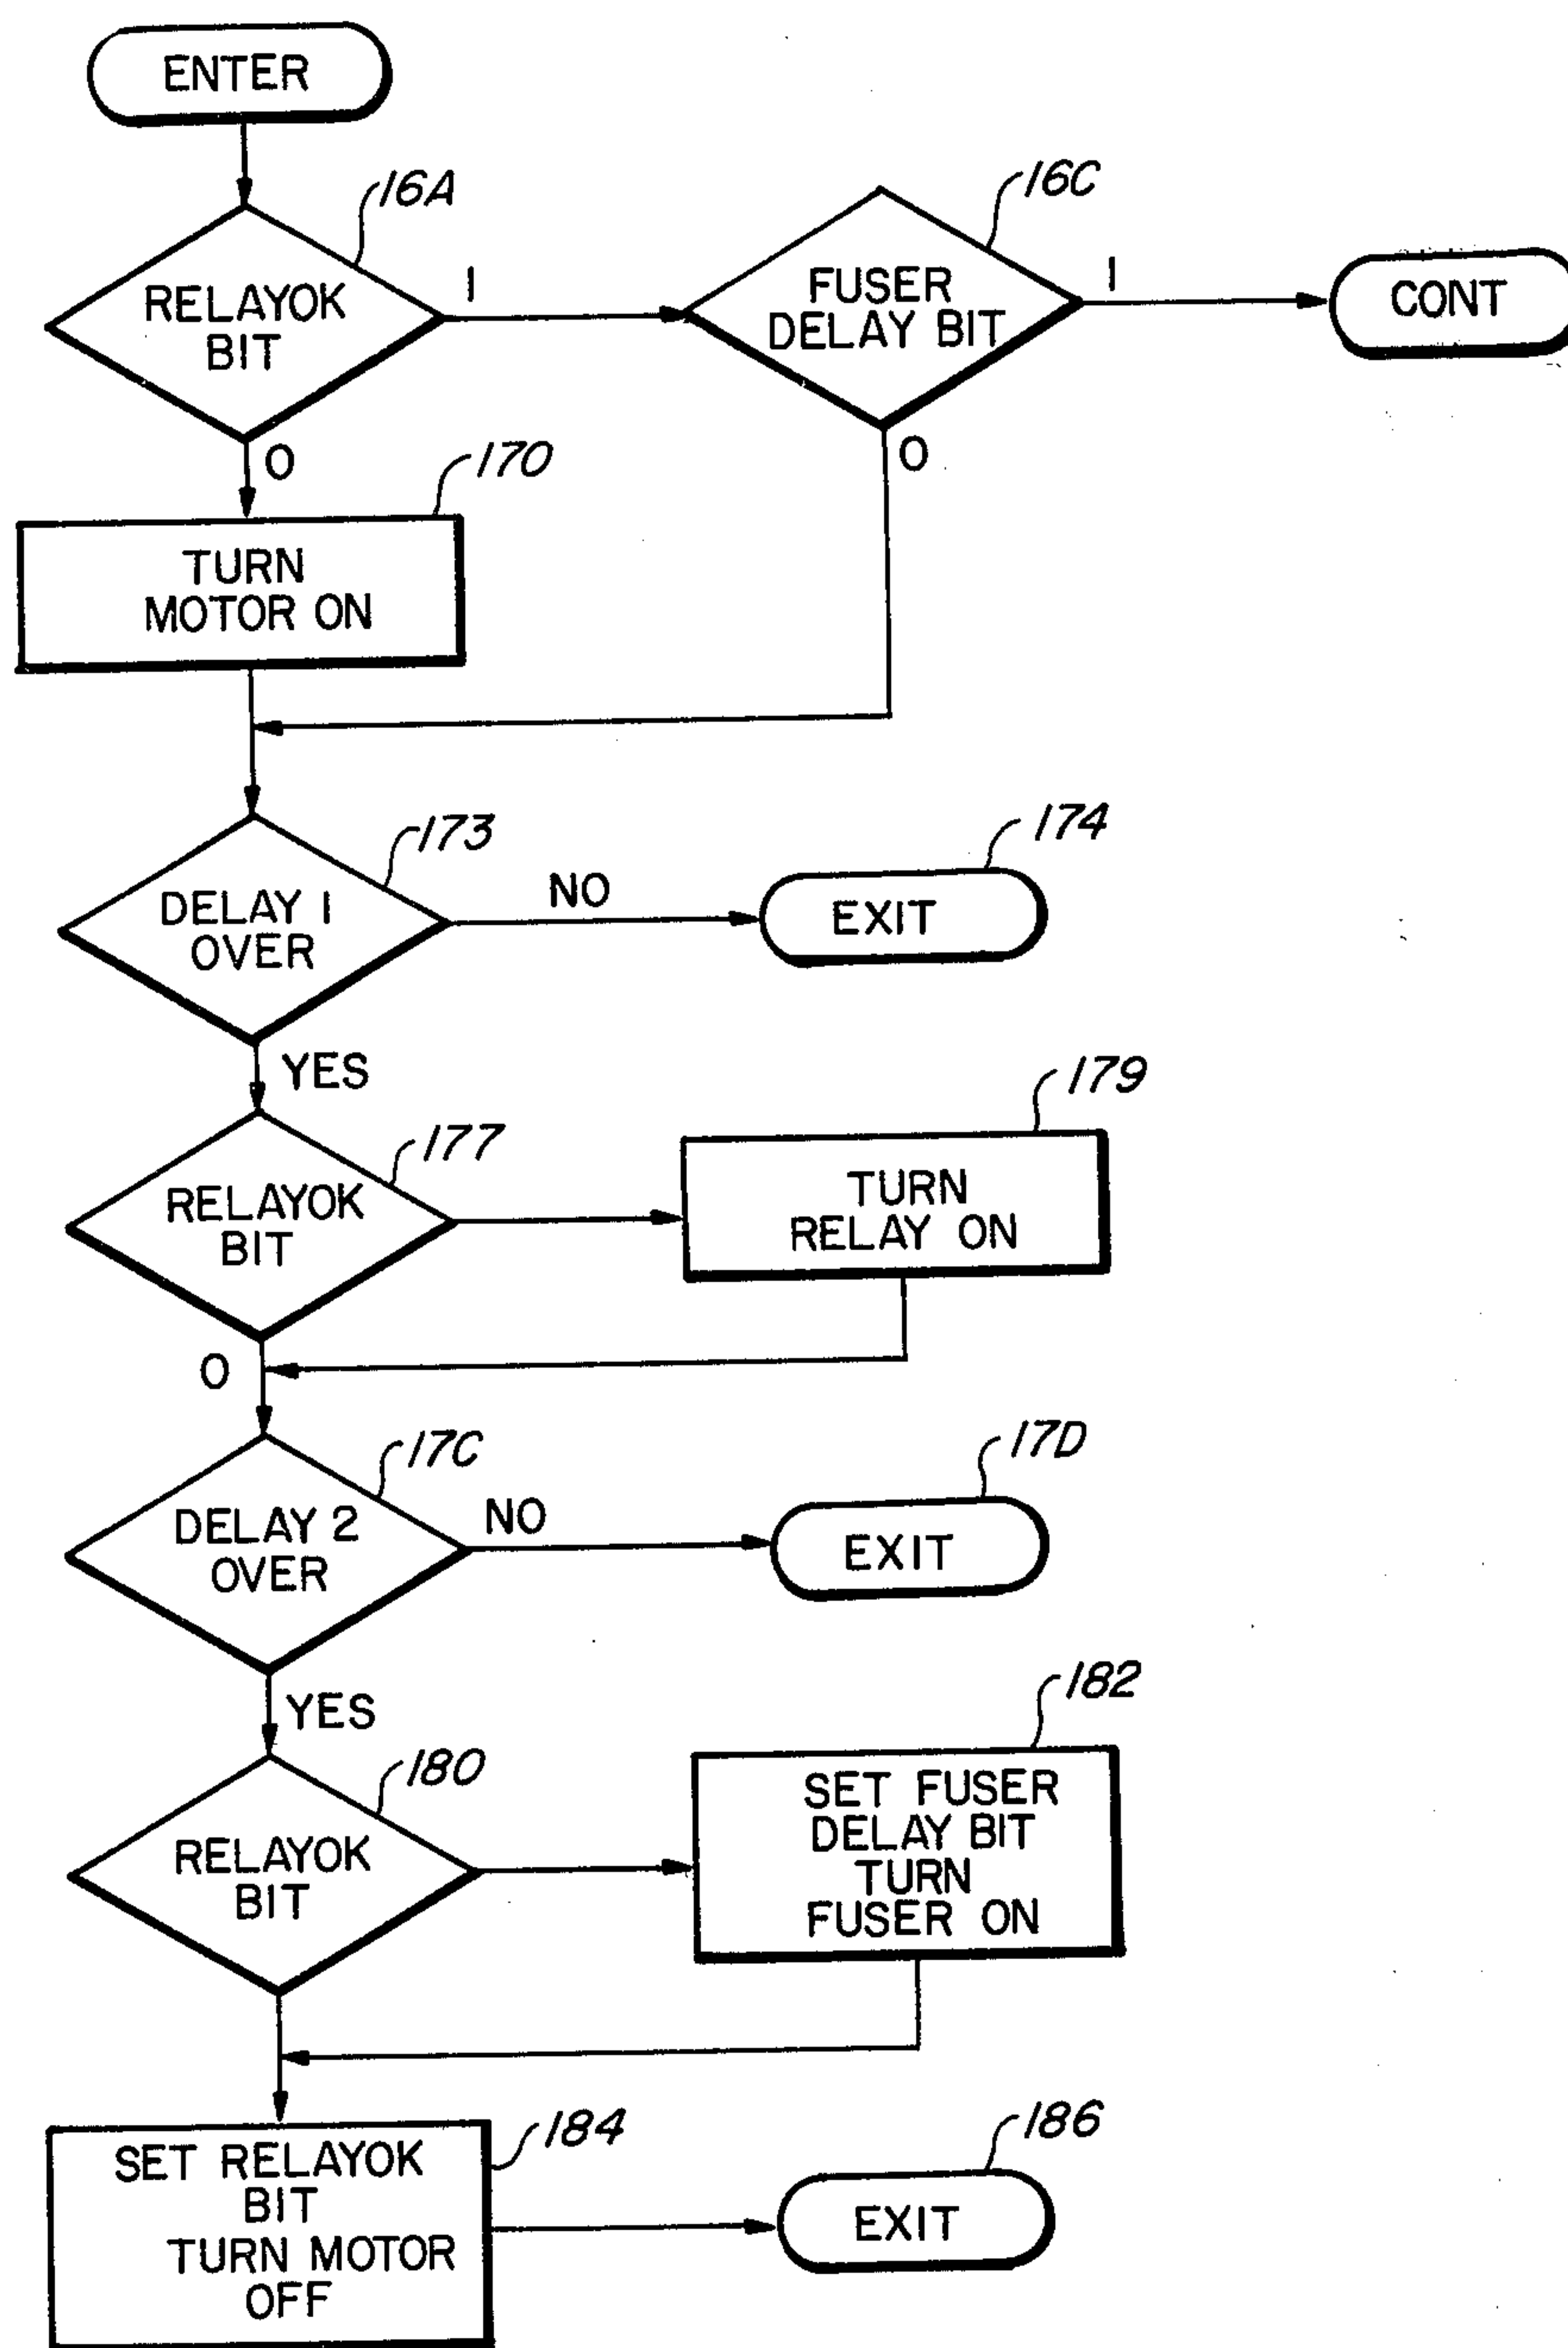 ENTER
16A
RELAYOK
BIT
1
0
16C
FUSER
DELAY BIT
1
0
CONT
170
TURN
MOTOR ON
173
DELAY 1
OVER
NO
174
EXIT
YES
177
RELAYOK
BIT
179
TURN
RELAY ON
0
17C
DELAY 2
OVER
NO
17D
EXIT
YES
180
RELAYOK
BIT
182
SET FUSER
DELAY BIT
TURN
FUSER ON
184
SET RELAYOK
BIT
TURN MOTOR
OFF
186
EXIT